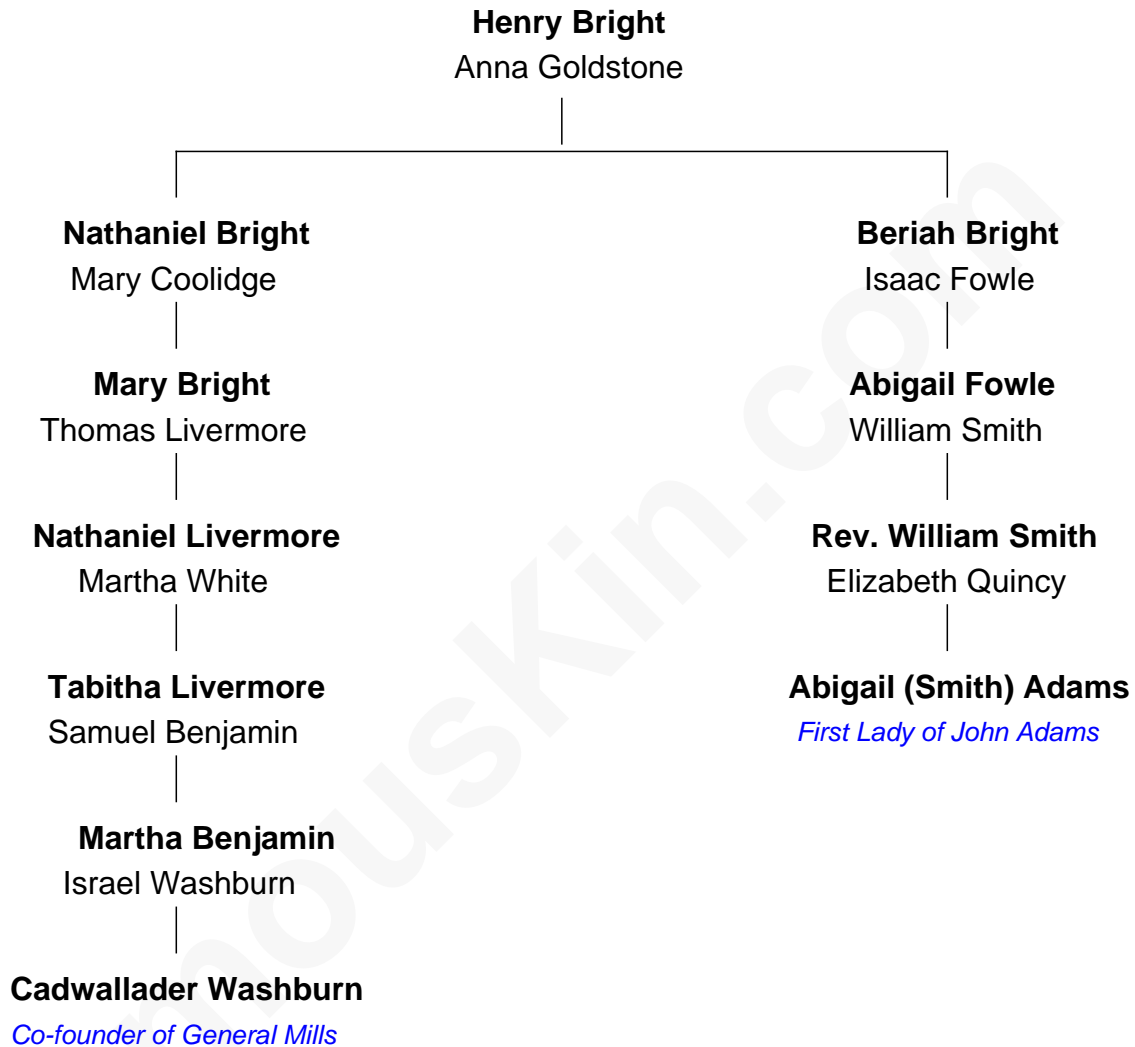 Henry Bright
Anna Goldstone
Nathaniel Bright
Mary Coolidge
Beriah Bright
Isaac Fowle
Mary Bright
Thomas Livermore
Abigail Fowle
William Smith
Nathaniel Livermore
Martha White
Rev. William Smith
Elizabeth Quincy
Tabitha Livermore
Samuel Benjamin
Abigail (Smith) Adams
First Lady of John Adams
Martha Benjamin
Israel Washburn
Cadwallader Washburn
Co-founder of General Mills
mousKin.com